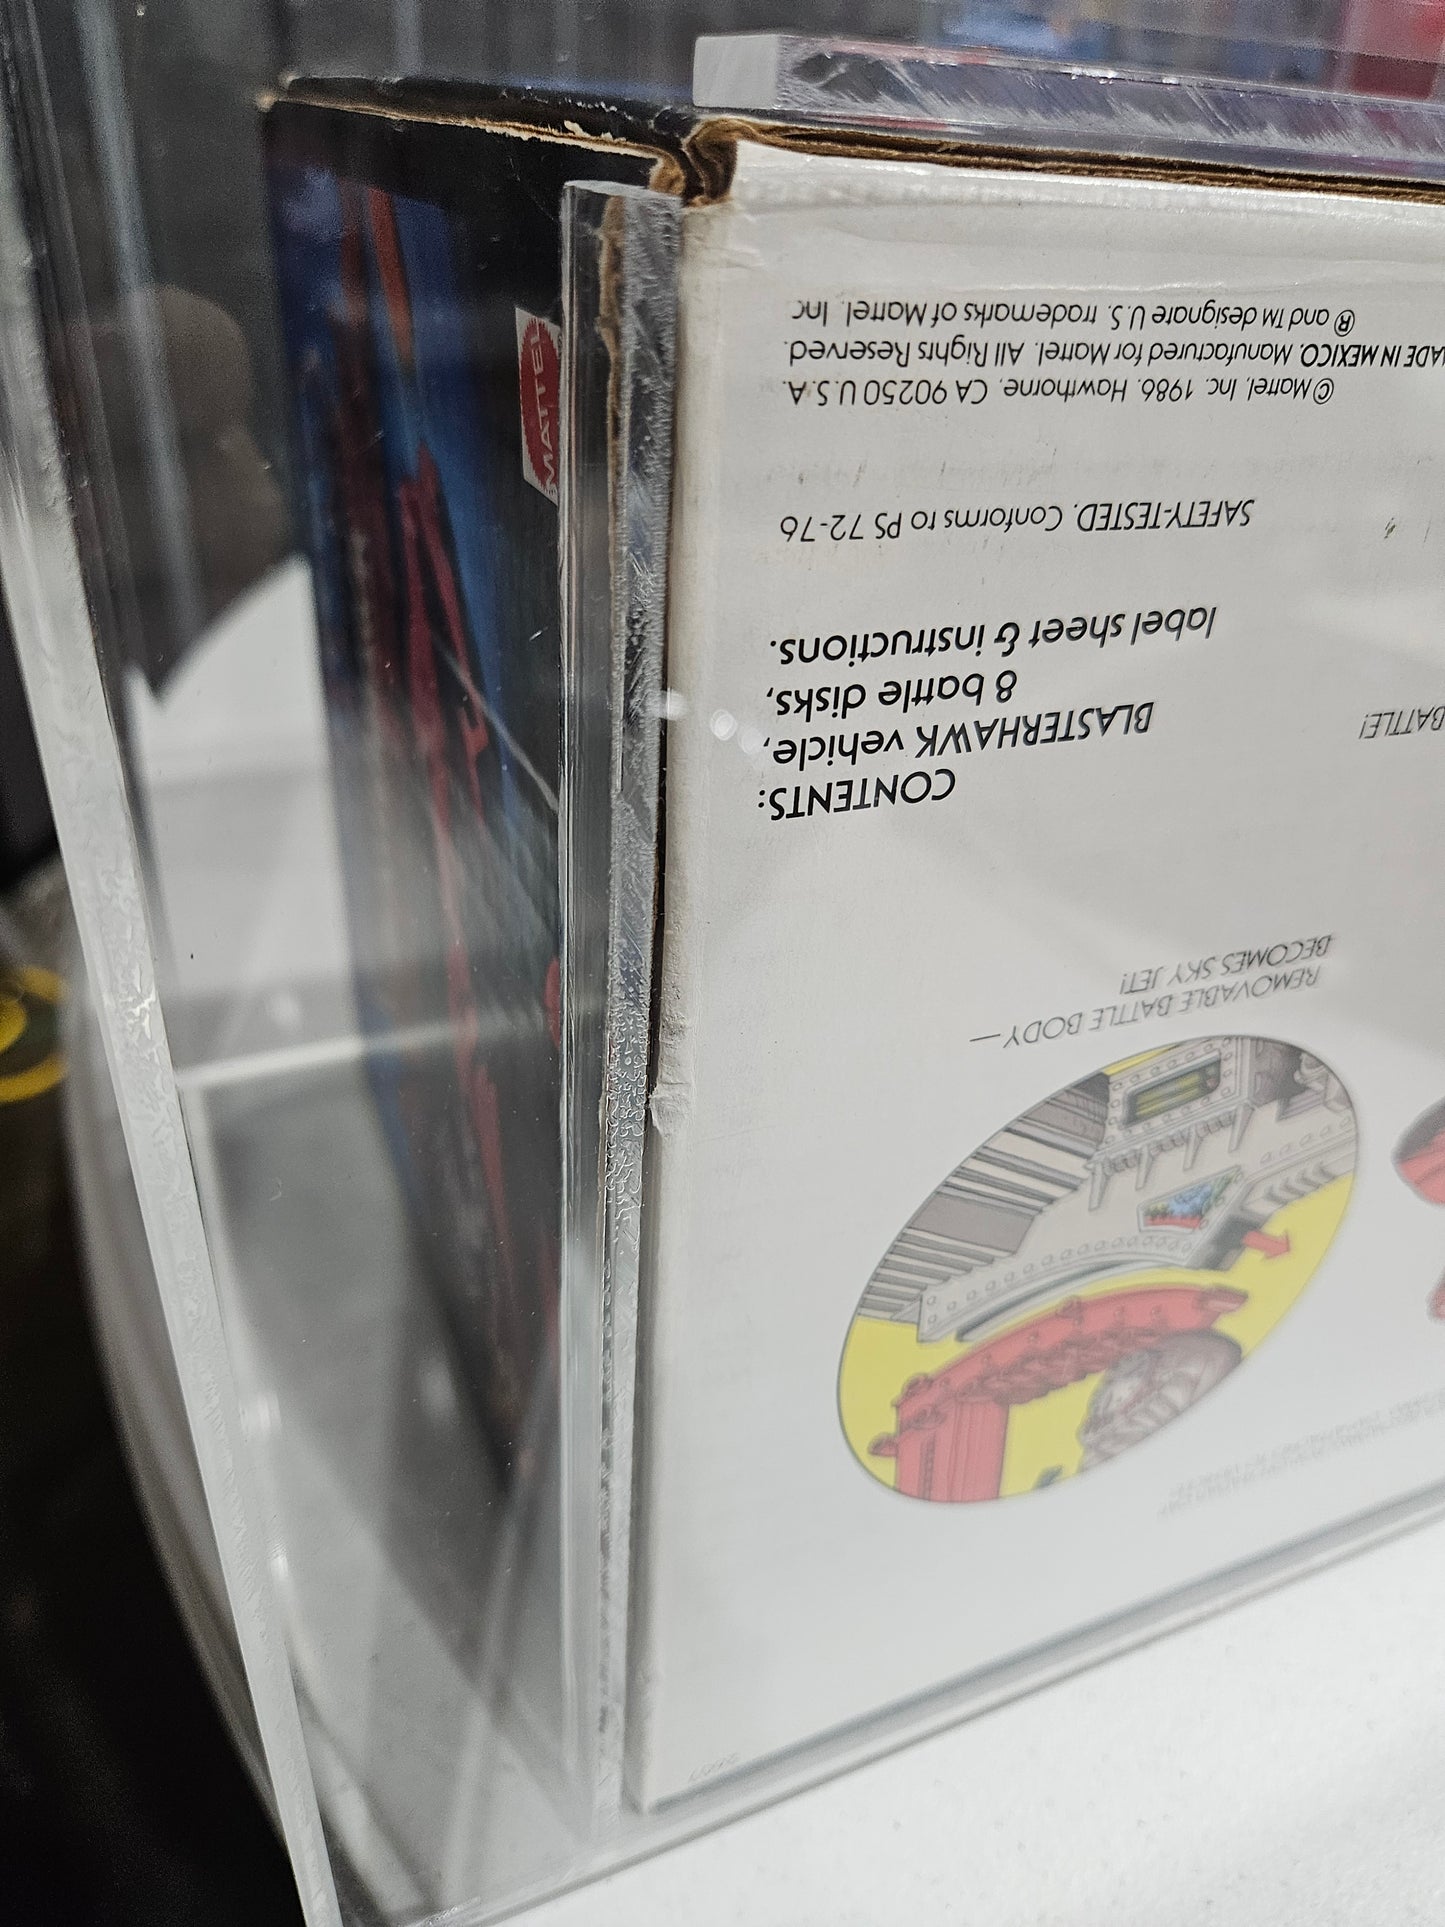 REMOVABLE BATTLE BODY—
BECOMES SKY JET!
BATTLE!
CONTENTS:
BLASTERHAWK vehicle,
8 battle disks,
label sheet & instructions.
SAFETY-TESTED. Conforms to PS 72-76
© Mattel, Inc. 1986. Hawthorne, CA 90250 U.S.A.
MADE IN MEXICO. Manufactured for Mattel. All Rights Reserved.
® and TM designate U.S. trademarks of Mattel, Inc.
MATTEL